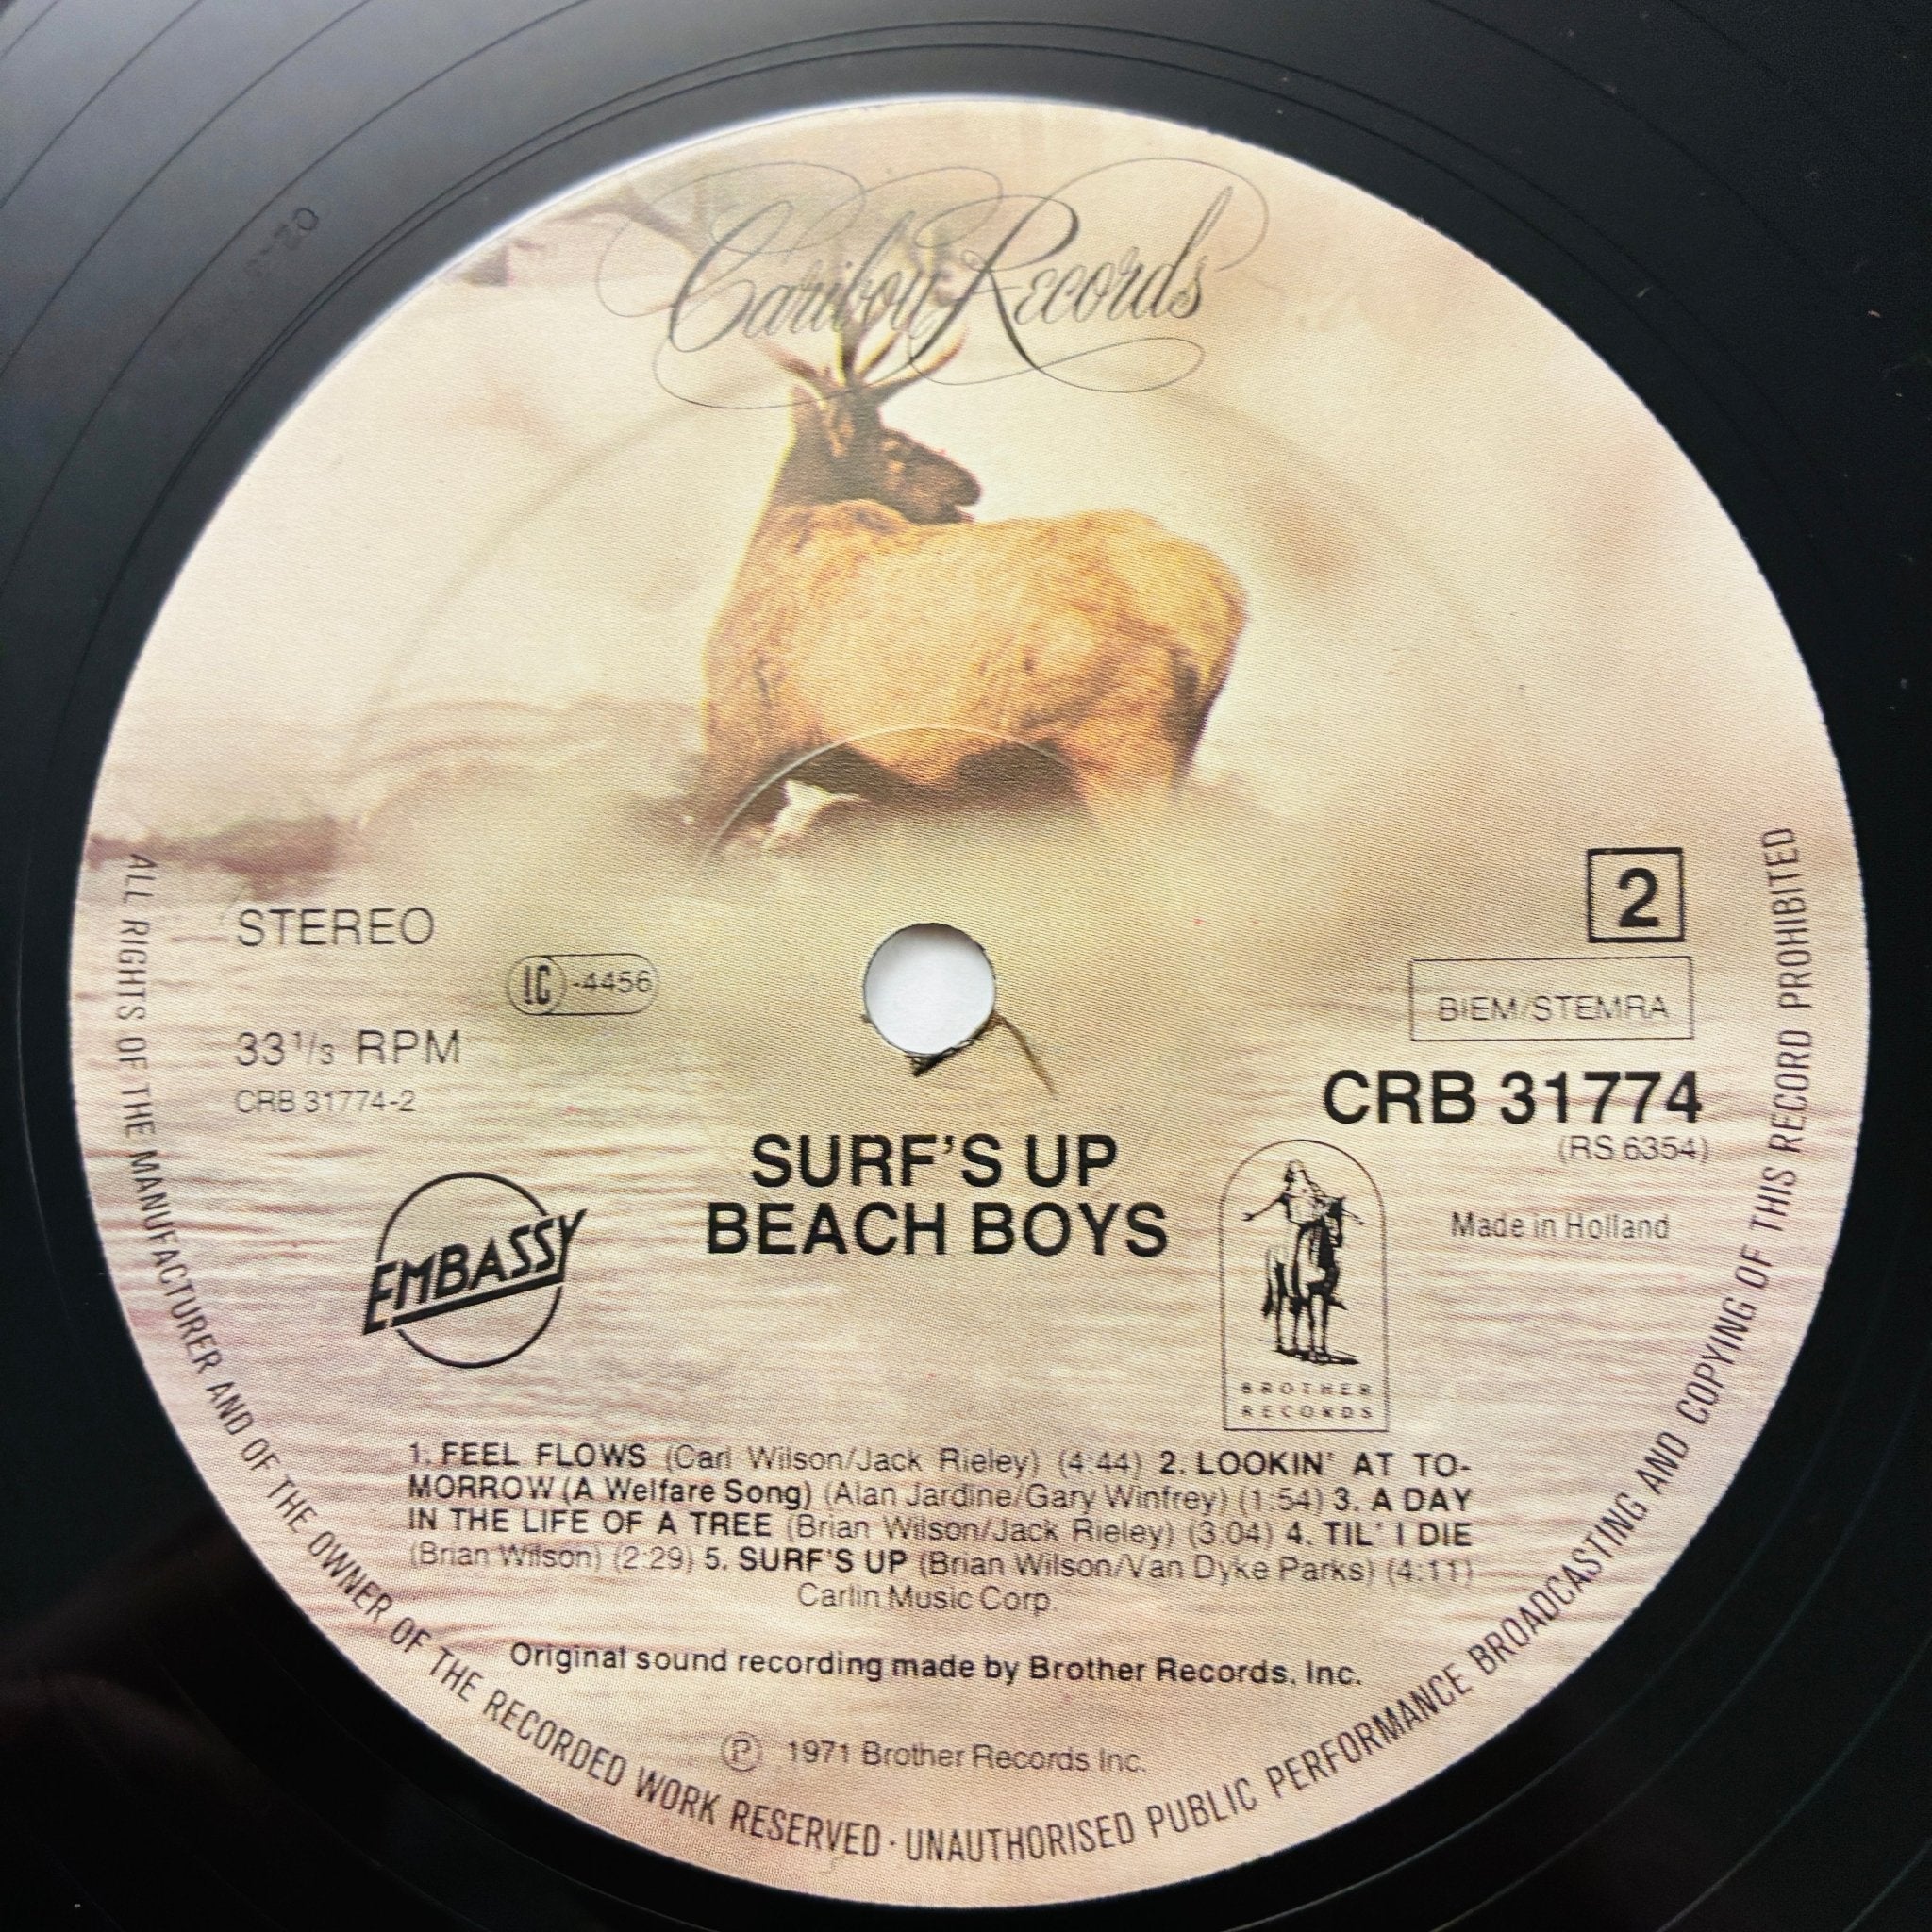 Caribou Records
STEREO
2
LC-4456
BIEM/STEMRA
33 1/3 RPM
CRB 31774-2
CRB 31774
(RS 6354)
SURF'S UP
BEACH BOYS
Made in Holland
EMBASSY
BROTHER
RECORDS
1. FEEL FLOWS (Carl Wilson/Jack Rieley) (4:44) 2. LOOKIN' AT TO-
MORROW (A Welfare Song) (Alan Jardine/Gary Winfrey) (1:54) 3. A DAY
IN THE LIFE OF A TREE (Brian Wilson/Jack Rieley) (3:04) 4. TIL' I DIE
(Brian Wilson) (2:29) 5. SURF'S UP (Brian Wilson/Van Dyke Parks) (4:11)
Carlin Music Corp.
Original sound recording made by Brother Records, Inc.
℗ 1971 Brother Records Inc.
ALL RIGHTS OF THE MANUFACTURER AND OF THE OWNER OF THE RECORDED WORK RESERVED · UNAUTHORISED PUBLIC PERFORMANCE BROADCASTING AND COPYING OF THIS RECORD PROHIBITED